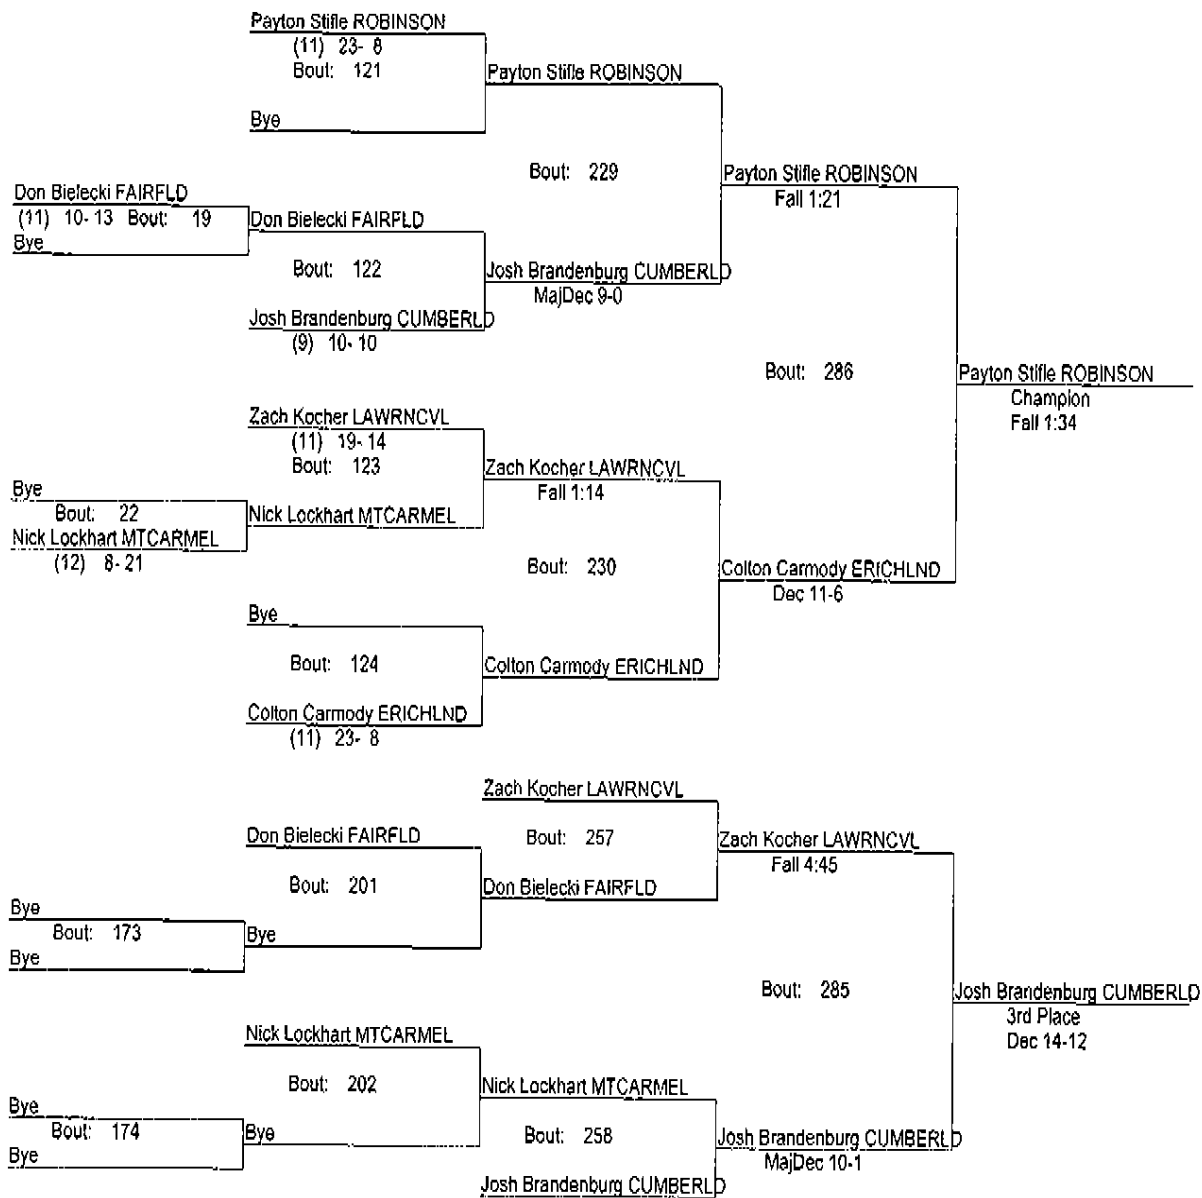 Payton Stifle ROBINSON
(11) 23- 8
Bout: 121
Payton Stifle ROBINSON
Bye
Bout: 229
Payton Stifle ROBINSON
Fall 1:21
Don Bielecki FAIRFLD
(11) 10- 13 Bout: 19
Don Bielecki FAIRFLD
Bye
Bout: 122
Josh Brandenburg CUMBERLD
MajDec 9-0
Josh Brandenburg CUMBERLD
(9) 10- 10
Bout: 286
Payton Stifle ROBINSON
Champion
Fall 1:34
Zach Kocher LAWRNCVL
(11) 19- 14
Bout: 123
Zach Kocher LAWRNCVL
Fall 1:14
Bye
Bout: 22
Nick Lockhart MTCARMEL
Nick Lockhart MTCARMEL
(12) 8- 21
Bout: 230
Colton Carmody ERICHLND
Dec 11-6
Bye
Bout: 124
Colton Carmody ERICHLND
Colton Carmody ERICHLND
(11) 23- 8
Zach Kocher LAWRNCVL
Bout: 257
Zach Kocher LAWRNCVL
Fall 4:45
Don Bielecki FAIRFLD
Bout: 201
Don Bielecki FAIRFLD
Bye
Bout: 173
Bye
Bye
Bout: 285
Josh Brandenburg CUMBERLD
3rd Place
Dec 14-12
Nick Lockhart MTCARMEL
Bout: 202
Nick Lockhart MTCARMEL
Bye
Bout: 174
Bye
Bye
Bout: 258
Josh Brandenburg CUMBERLD
MajDec 10-1
Josh Brandenburg CUMBERLD